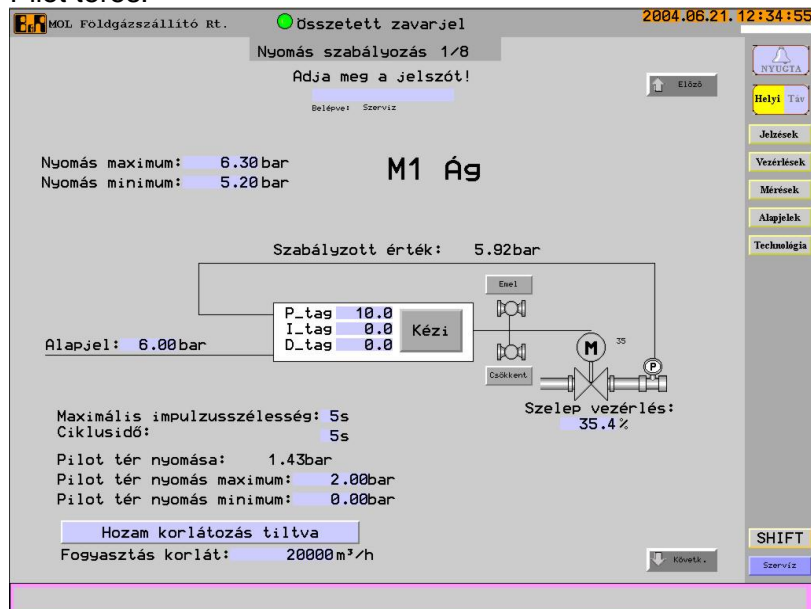 Pilot teres.
B&R MOL Földgázszállító Rt.
Összetett zavarjel
2004.06.21. 12:34:55
Nyomás szabályozás 1/8
NYUGTA
Adja meg a jelszót!
Előző
Belépve: Szerviz
Helyi Táv
Jelzések
Vezérlések
Mérések
Alapjelek
Technológia
Nyomás maximum: 6.30 bar
Nyomás minimum: 5.20 bar
M1 Ág
Szabályzott érték: 5.92bar
Emel
P_tag 10.0
I_tag 0.0
D_tag 0.0
Kézi
Alapjel: 6.00 bar
M
35
P
Csökkent
Szelep vezérlés:
35.4 %
Maximális impulzusszélesség: 5s
Ciklusidő: 5s
Pilot tér nyomása: 1.43bar
Pilot tér nyomás maximum: 2.00bar
Pilot tér nyomás minimum: 0.00bar
Hozam korlátozás tiltva
Fogyasztás korlát: 20000 m³/h
Követk.
SHIFT
Szerviz